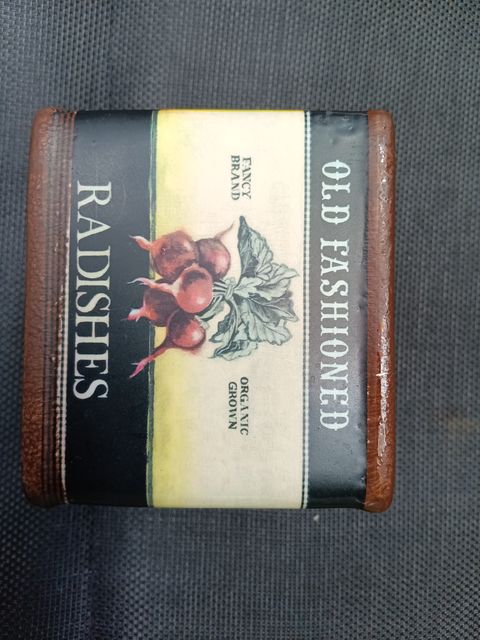 OLD FASHIONED
FANCY
BRAND
ORGANIC
GROWN
RADISHES